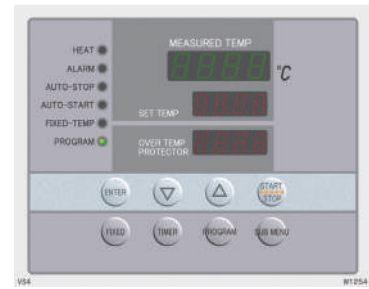 MEASURED TEMP
HEAT
ALARM
°C
AUTO-STOP
AUTO-START
SET TEMP
FIXED-TEMP
PROGRAM
OVER TEMP
PROTECTOR
ENTER
START
STOP
FIXED
TIMER
PROGRAM
SUB MENU
VS4
W1254